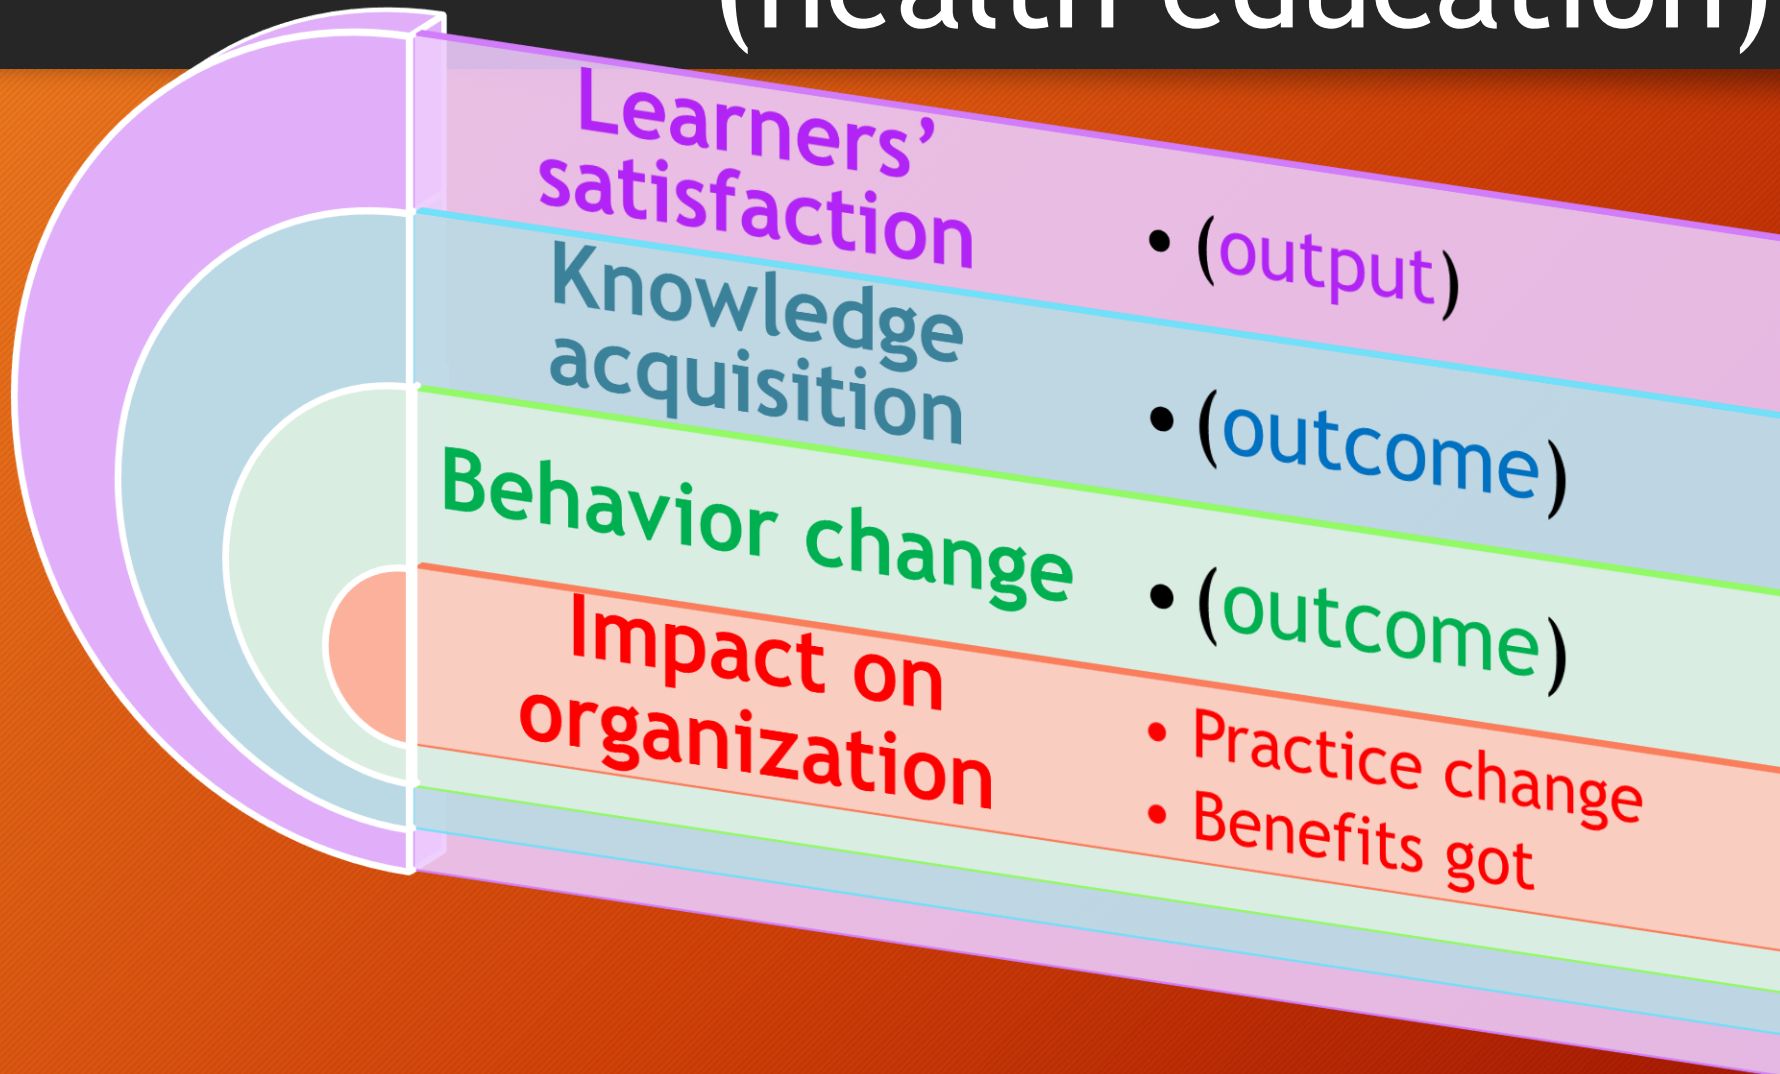 (health education)
Learners’
satisfaction
• (output)
Knowledge
acquisition
• (outcome)
Behavior change
• (outcome)
Impact on
organization
• Practice change
• Benefits got